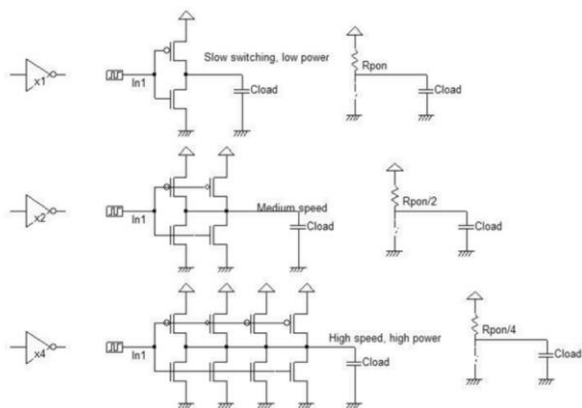 x1
In1
Slow switching, low power
Cload
Rpon
Cload
x2
In1
Medium speed
Cload
Rpon/2
Cload
x4
In1
High speed, high power
Cload
Rpon/4
Cload